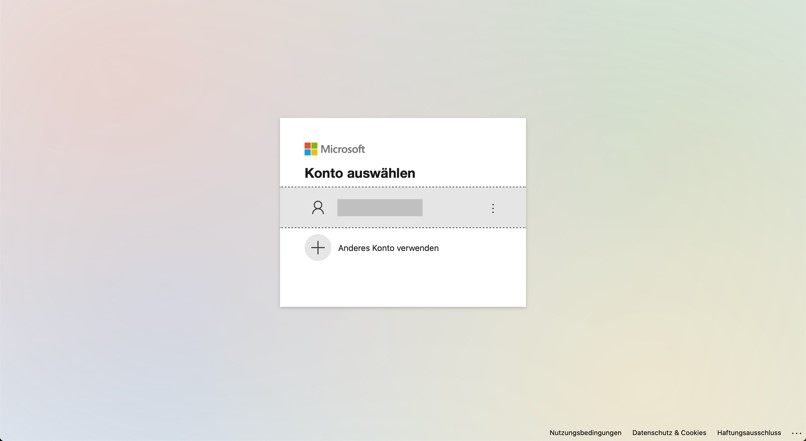 Microsoft
Konto auswählen
Anderes Konto verwenden
Nutzungsbedingungen Datenschutz & Cookies Haftungsausschluss